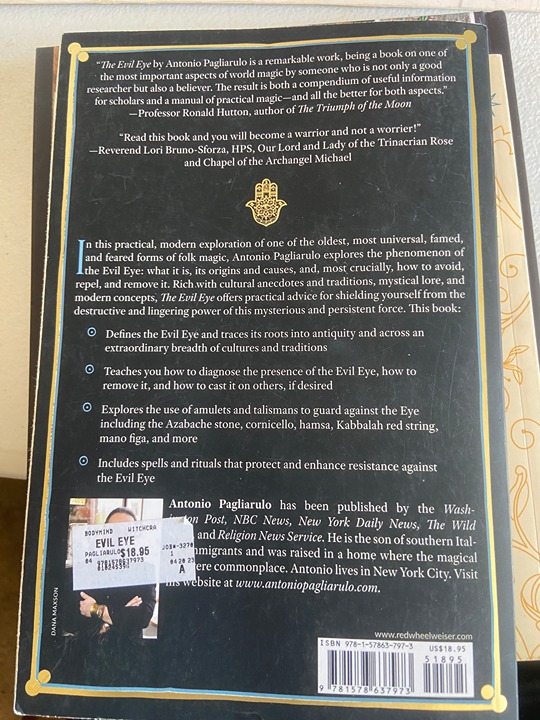 “The Evil Eye by Antonio Pagliarulo is a remarkable work, being a book on one of
the most important aspects of world magic by someone who is not only a good
researcher but also a believer. The result is both a compendium of useful information
for scholars and a manual of practical magic—and all the better for both aspects.”
—Professor Ronald Hutton, author of The Triumph of the Moon
“Read this book and you will become a warrior and not a worrier!”
—Reverend Lori Bruno-Sforza, HPS, Our Lord and Lady of the Trinacrian Rose
and Chapel of the Archangel Michael
In this practical, modern exploration of one of the oldest, most universal, famed,
and feared forms of folk magic, Antonio Pagliarulo explores the phenomenon of
the Evil Eye: what it is, its origins and causes, and, most crucially, how to avoid,
repel, and remove it. Rich with cultural anecdotes and traditions, mystical lore, and
modern concepts, The Evil Eye offers practical advice for shielding yourself from the
destructive and lingering power of this mysterious and persistent force. This book:
Defines the Evil Eye and traces its roots into antiquity and across an
extraordinary breadth of cultures and traditions
Teaches you how to diagnose the presence of the Evil Eye, how to
remove it, and how to cast it on others, if desired
Explores the use of amulets and talismans to guard against the Eye
including the Azabache stone, cornicello, hamsa, Kabbalah red string,
mano figa, and more
Includes spells and rituals that protect and enhance resistance against
the Evil Eye
Antonio Pagliarulo has been published by the Wash-
Post, NBC News, New York Daily News, The Wild
and Religion News Service. He is the son of southern Ital-
mmigrants and was raised in a home where the magical
ere commonplace. Antonio lives in New York City. Visit
his website at www.antoniopagliarulo.com.
BODYMIND WITCHCRA
EVIL EYE
PAGLIARULO $18.95
04 9781578637973
JOB#-3270
1
042023
A
DANA MAXSON
www.redwheelweiser.com
ISBN 978-1-57863-797-3
US$18.95
51895
9 781578 637973